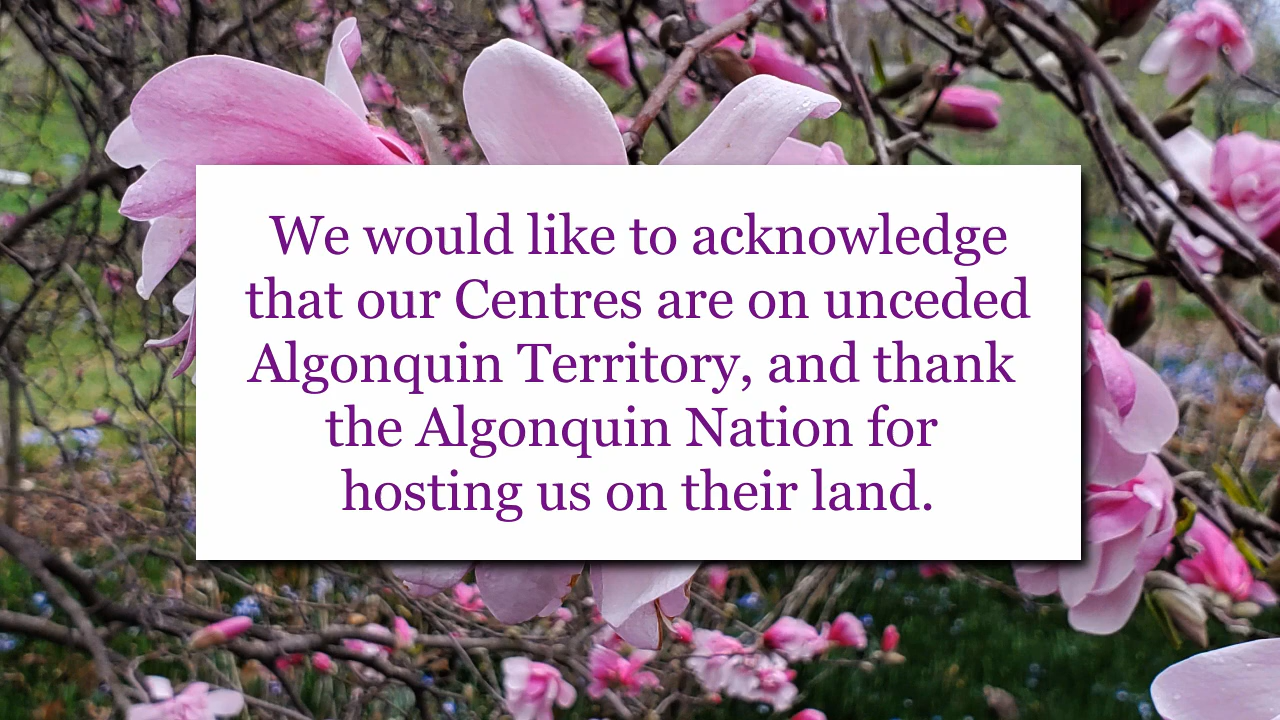 We would like to acknowledge
that our Centres are on unceded
Algonquin Territory, and thank
the Algonquin Nation for
hosting us on their land.